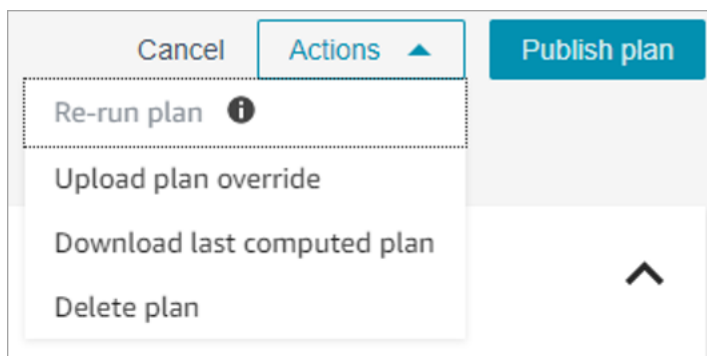 Cancel Actions Publish plan
Re-run plan
Upload plan override
Download last computed plan
Delete plan